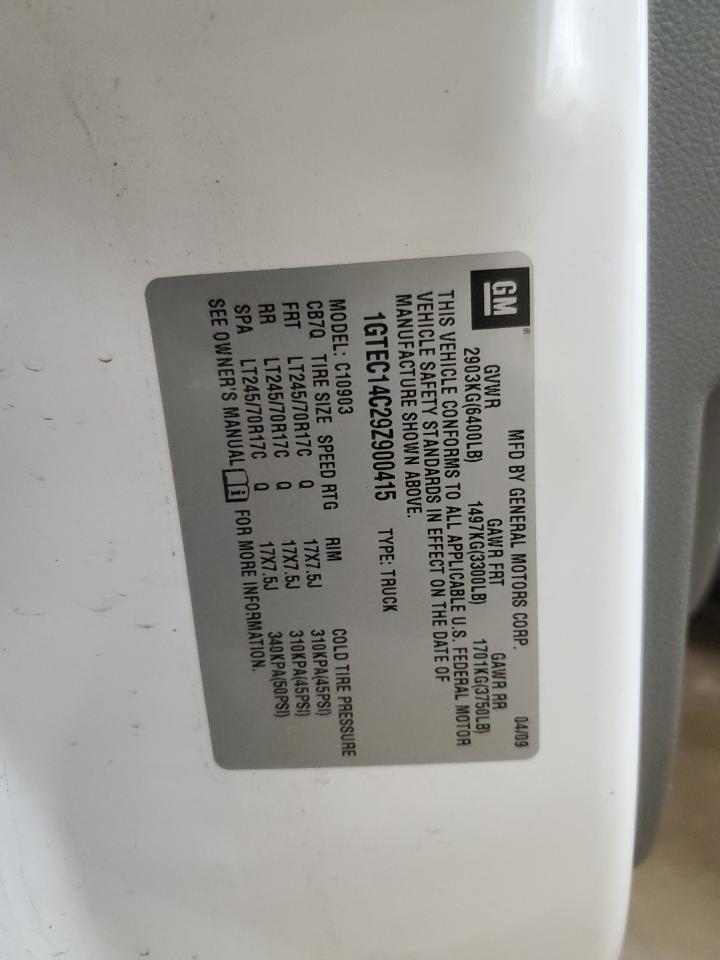 GM®
MFD BY GENERAL MOTORS CORP. 04/09
GVWR GAWR FRT GAWR RR
2903KG(6400LB) 1497KG(3300LB) 1701KG(3750LB)
THIS VEHICLE CONFORMS TO ALL APPLICABLE U.S. FEDERAL MOTOR
VEHICLE SAFETY STANDARDS IN EFFECT ON THE DATE OF
MANUFACTURE SHOWN ABOVE.
1GTEC14C29Z900415 TYPE: TRUCK
MODEL: C10903
CB7Q TIRE SIZE SPEED RTG RIM COLD TIRE PRESSURE
FRT LT245/70R17C Q 17X7.5J 310KPA(45PSI)
RR LT245/70R17C Q 17X7.5J 310KPA(45PSI)
SPA LT245/70R17C Q 17X7.5J 340KPA(50PSI)
SEE OWNER'S MANUAL FOR MORE INFORMATION.